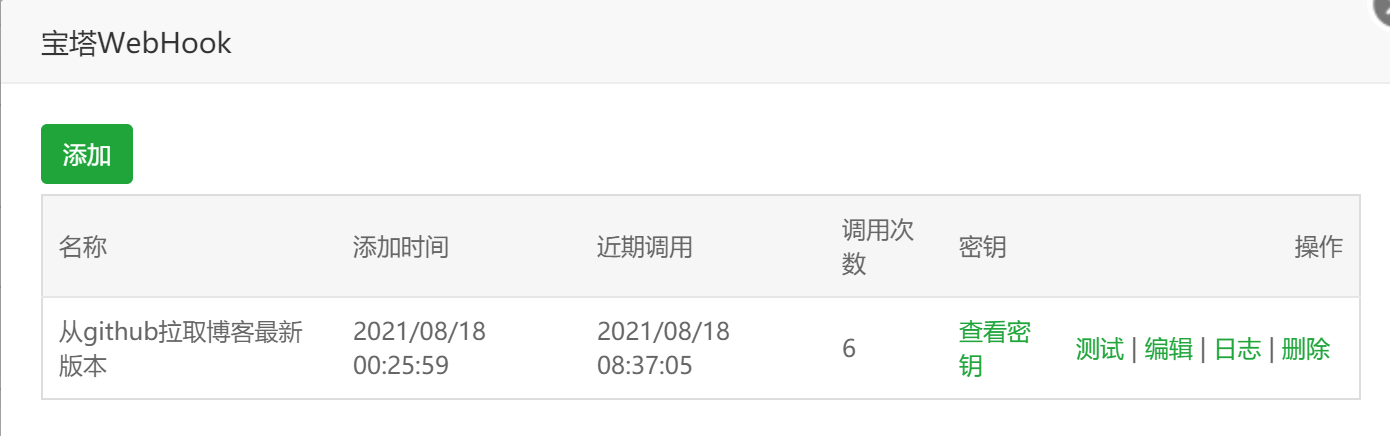 宝塔WebHook
添加
名称 添加时间 近期调用 调用次数 密钥 操作
从github拉取博客最新版本 2021/08/18 00:25:59 2021/08/18 08:37:05 6 查看密钥 测试 | 编辑 | 日志 | 删除